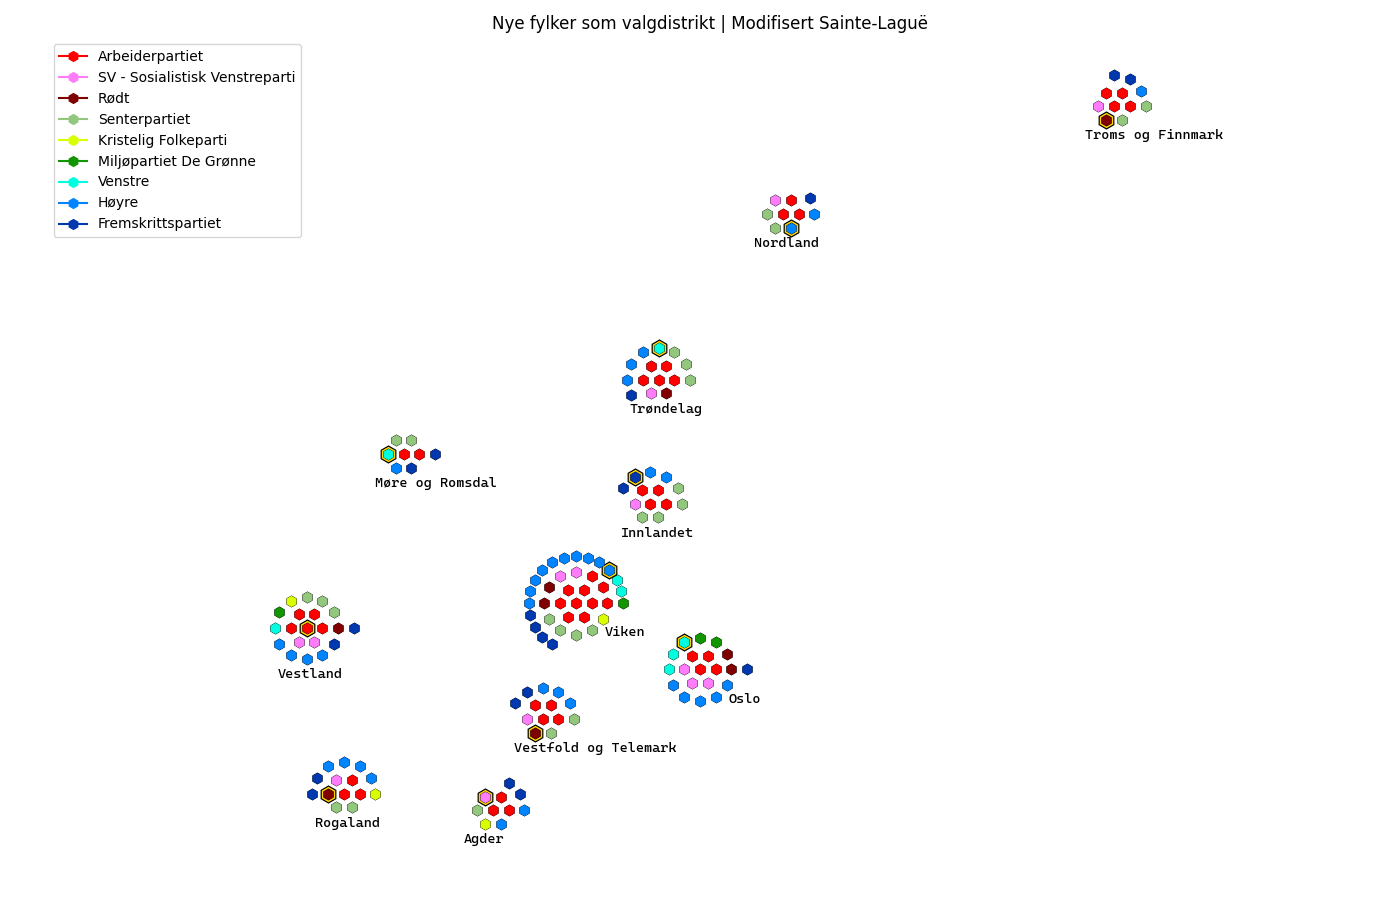 Nye fylker som valgdistrikt | Modifisert Sainte-Laguë
Arbeiderpartiet
SV - Sosialistisk Venstreparti
Rødt
Senterpartiet
Kristelig Folkeparti
Miljøpartiet De Grønne
Venstre
Høyre
Fremskrittspartiet
Troms og Finnmark
Nordland
Trøndelag
Møre og Romsdal
Innlandet
Viken
Vestland
Oslo
Vestfold og Telemark
Rogaland
Agder